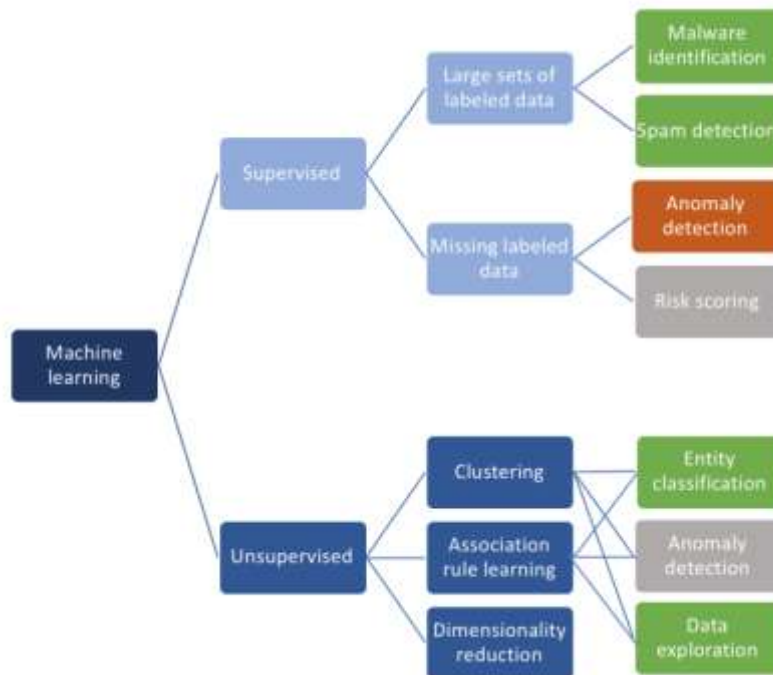 Malware
identification
Large sets of
labeled data
Spam detection
Supervised
Anomaly
detection
Missing labeled
data
Risk scoring
Machine
learning
Clustering
Entity
classification
Unsupervised
Association
rule learning
Anomaly
detection
Dimensionality
reduction
Data
exploration